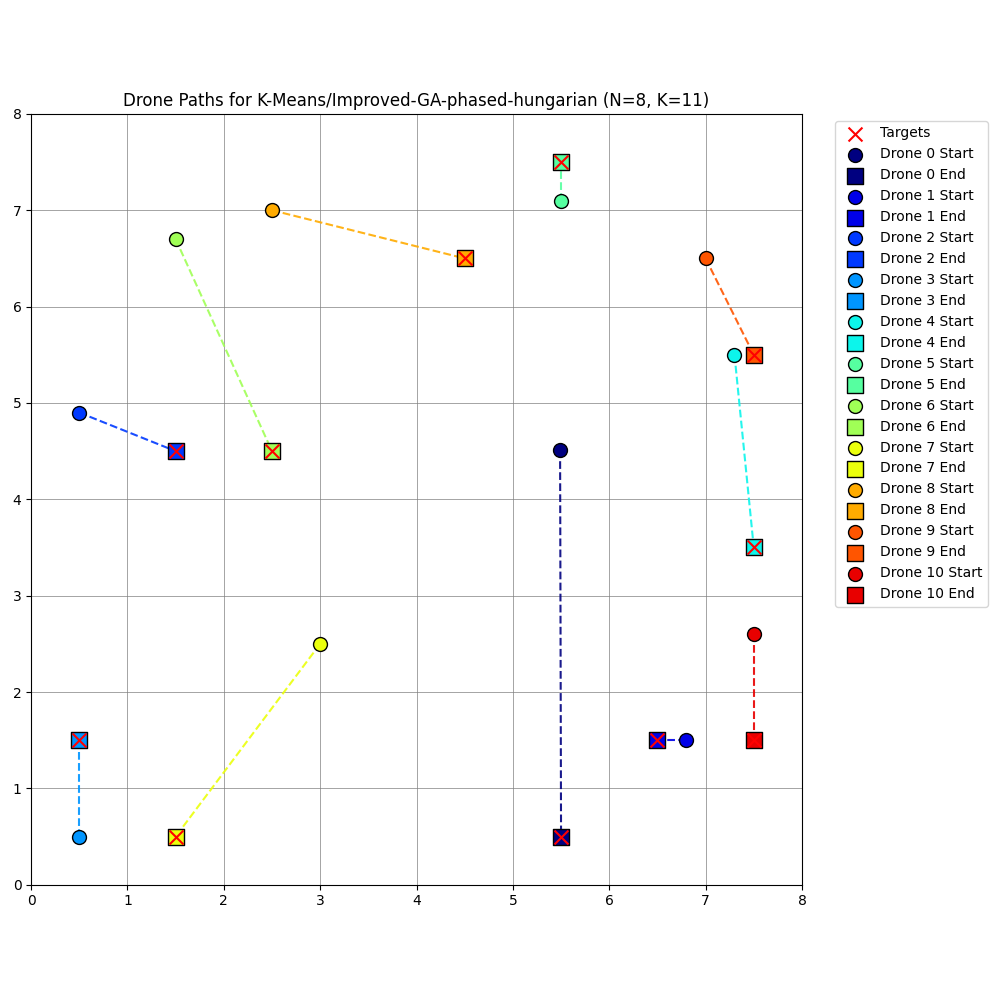 Drone Paths for K-Means/Improved-GA-phased-hungarian (N=8, K=11)
8
7
6
5
4
3
2
1
0
0 1 2 3 4 5 6 7 8
Targets
Drone 0 Start
Drone 0 End
Drone 1 Start
Drone 1 End
Drone 2 Start
Drone 2 End
Drone 3 Start
Drone 3 End
Drone 4 Start
Drone 4 End
Drone 5 Start
Drone 5 End
Drone 6 Start
Drone 6 End
Drone 7 Start
Drone 7 End
Drone 8 Start
Drone 8 End
Drone 9 Start
Drone 9 End
Drone 10 Start
Drone 10 End